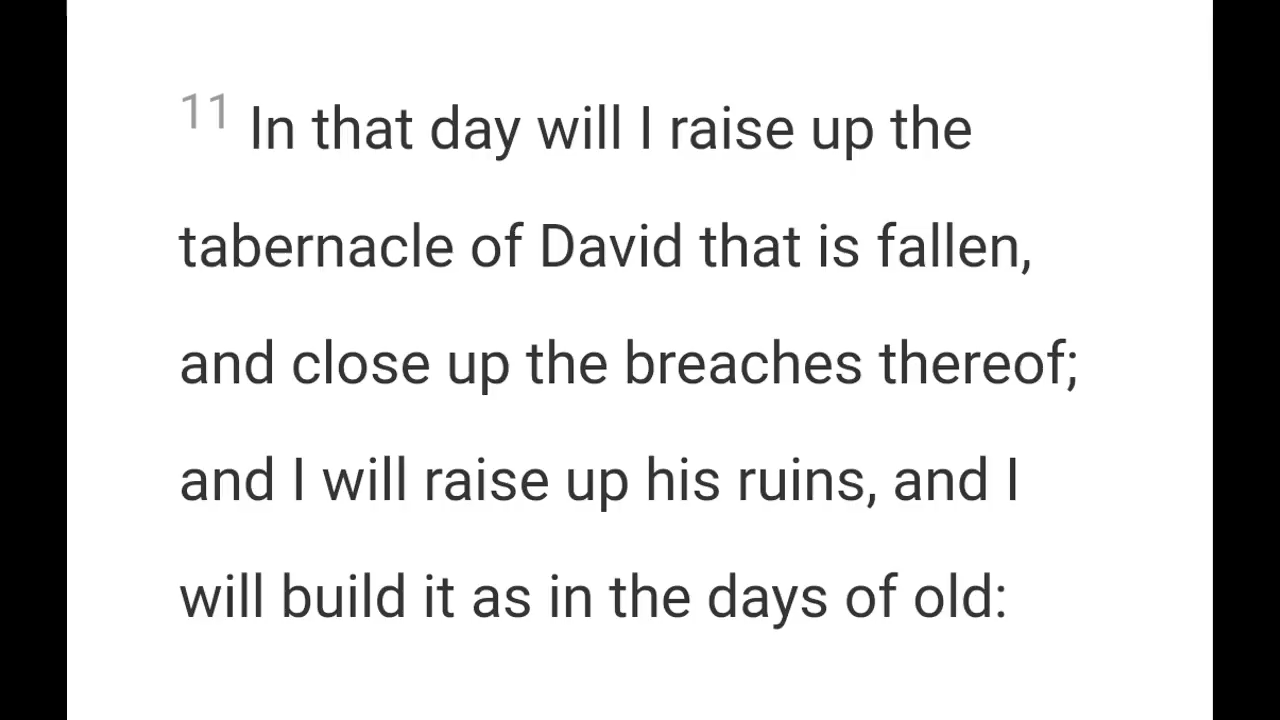 11 In that day will I raise up the
tabernacle of David that is fallen,
and close up the breaches thereof;
and I will raise up his ruins, and I
will build it as in the days of old: